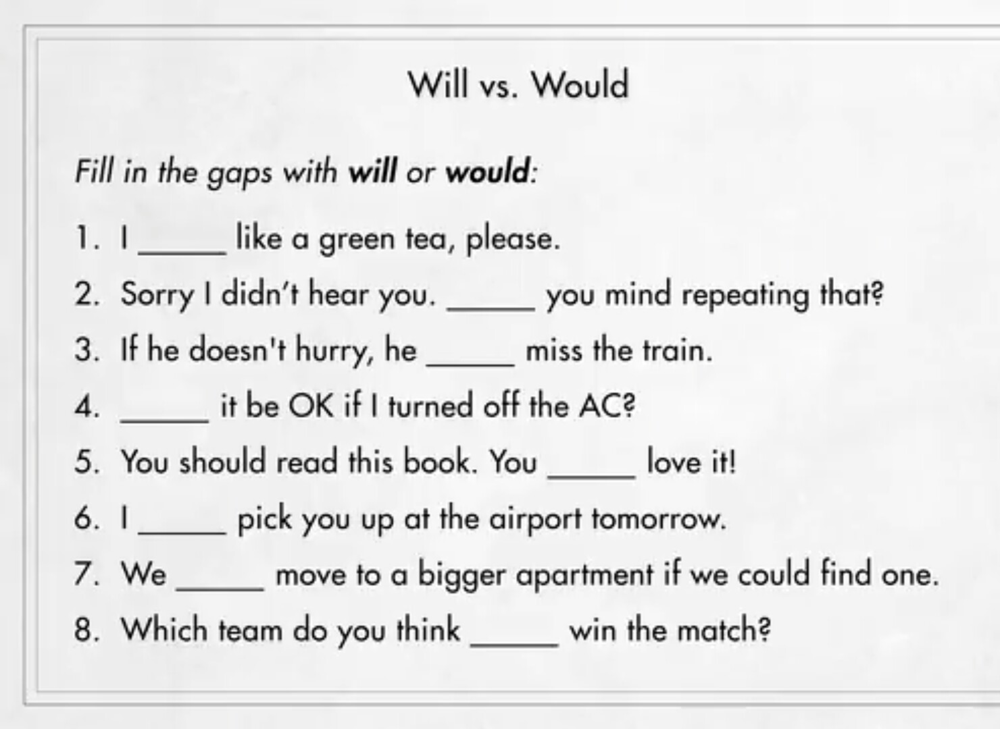 Will vs. Would
Fill in the gaps with will or would:
1. I _____ like a green tea, please.
2. Sorry I didn’t hear you. _____ you mind repeating that?
3. If he doesn't hurry, he _____ miss the train.
4. _____ it be OK if I turned off the AC?
5. You should read this book. You _____ love it!
6. I _____ pick you up at the airport tomorrow.
7. We _____ move to a bigger apartment if we could find one.
8. Which team do you think _____ win the match?